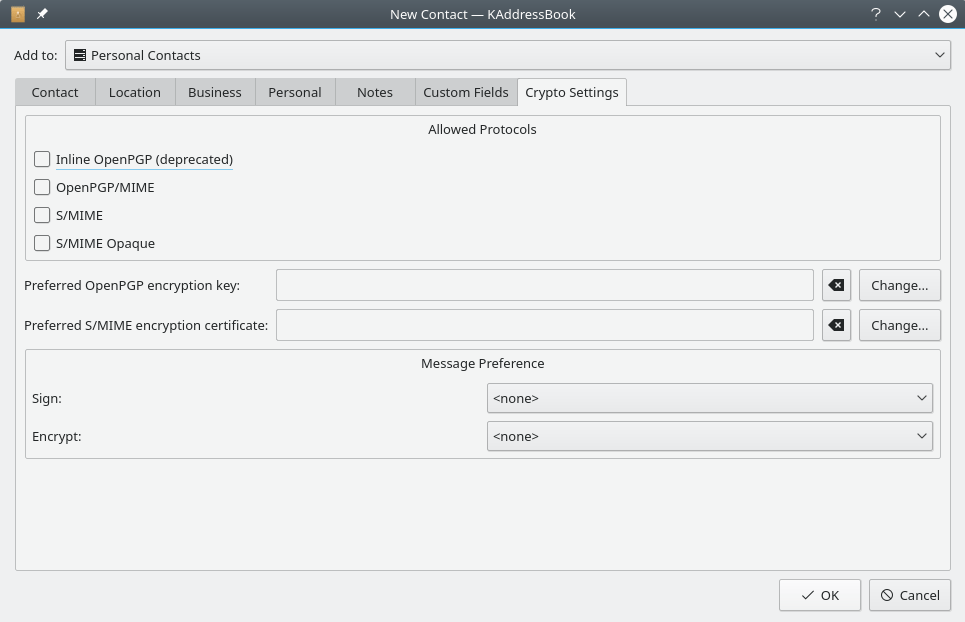 New Contact — KAddressBook
Add to: Personal Contacts
Contact Location Business Personal Notes Custom Fields Crypto Settings
Allowed Protocols
Inline OpenPGP (deprecated)
OpenPGP/MIME
S/MIME
S/MIME Opaque
Preferred OpenPGP encryption key: Change...
Preferred S/MIME encryption certificate: Change...
Message Preference
Sign: <none>
Encrypt: <none>
OK Cancel